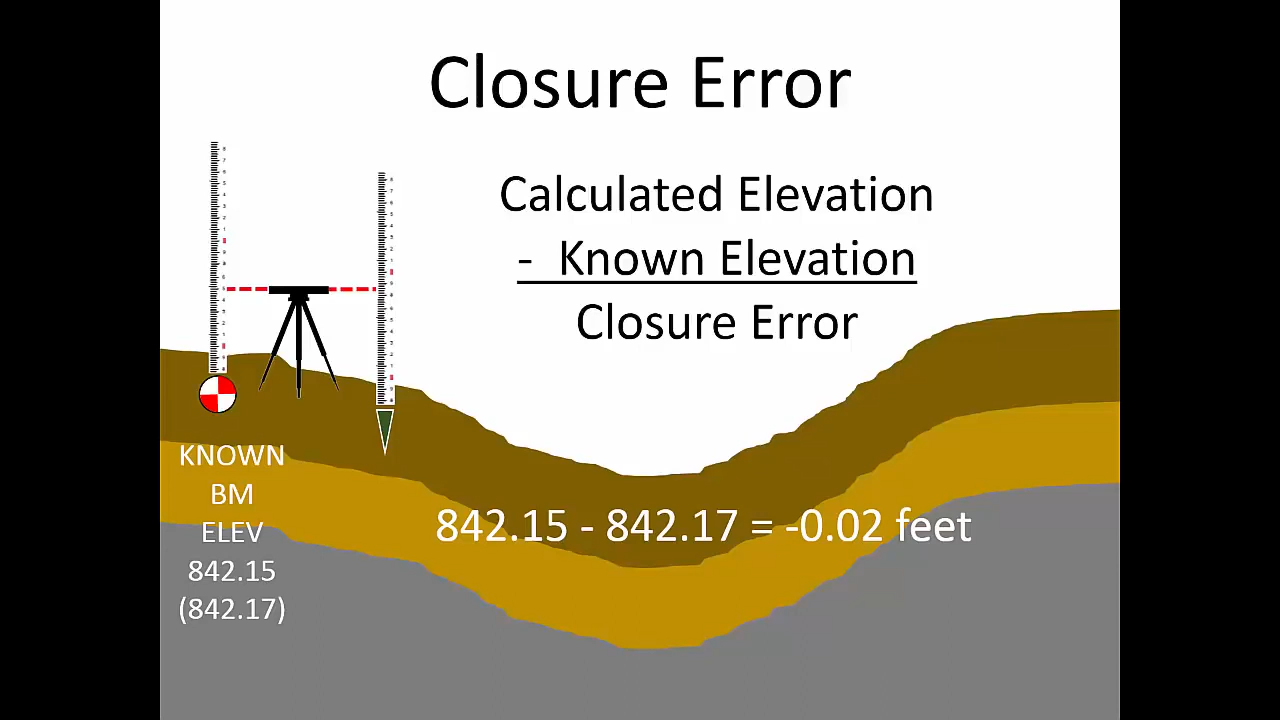 Closure Error
Calculated Elevation
- Known Elevation
Closure Error
KNOWN
BM
ELEV
842.15
(842.17)
842.15 - 842.17 = -0.02 feet